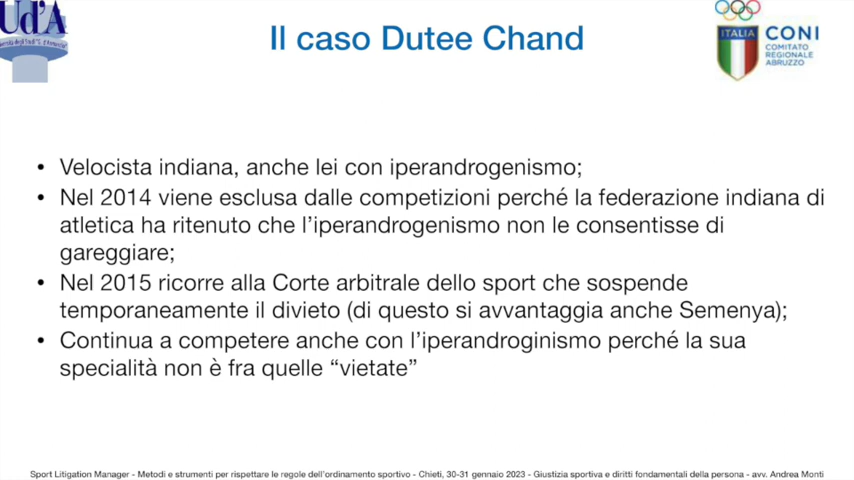 Ud'A
Il caso Dutee Chand
ITALIA
CONI
COMITATO
REGIONALE
ABRUZZO
• Velocista indiana, anche lei con iperandrogenismo;
• Nel 2014 viene esclusa dalle competizioni perché la federazione indiana di
atletica ha ritenuto che l'iperandrogenismo non le consentisse di
gareggiare;
• Nel 2015 ricorre alla Corte arbitrale dello sport che sospende
temporaneamente il divieto (di questo si avvantaggia anche Semenya);
• Continua a competere anche con l'iperandroginismo perché la sua
specialità non è fra quelle “vietate”
Sport Litigation Manager - Metodi e strumenti per rispettare le regole dell'ordinamento sportivo - Chieti, 30-31 gennaio 2023 - Giustizia sportiva e diritti fondamentali della persona - avv. Andrea Monti